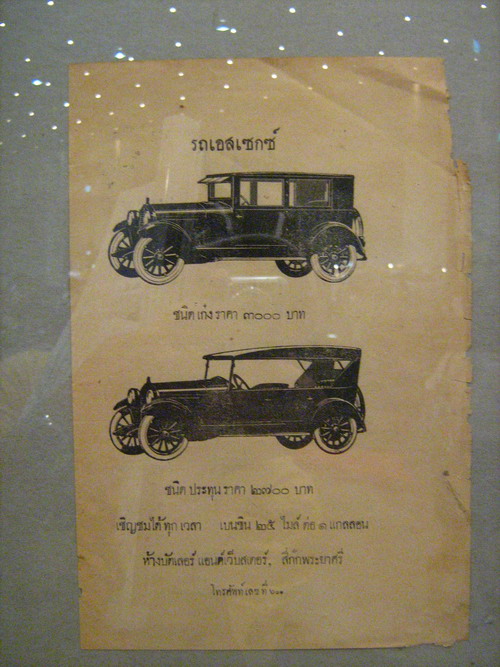 รถเอสเซกซ์
ชนิดเก๋งราคา ๓๐๐๐ บาท
ชนิด ประทุน ราคา ๒๗๐๐ บาท
เชิญชมได้ทุกเวลา เบนซิน ๒๕ ไมล์ ต่อ ๑ แกลลอน
ห้างบัตเลอร์ แอนด์เว็บสเตอร์, สี่กั๊กพระยาศรี
โทรศัพท์เลขที่